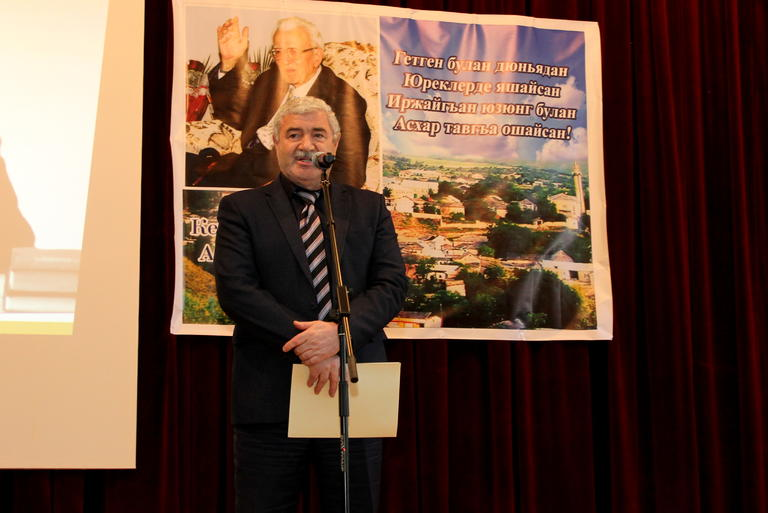 Гетген булан дюньядан
Юреклерде яшайсан
Иржайгъан юзюнг булан
Асхар тавгъа ошайсан!